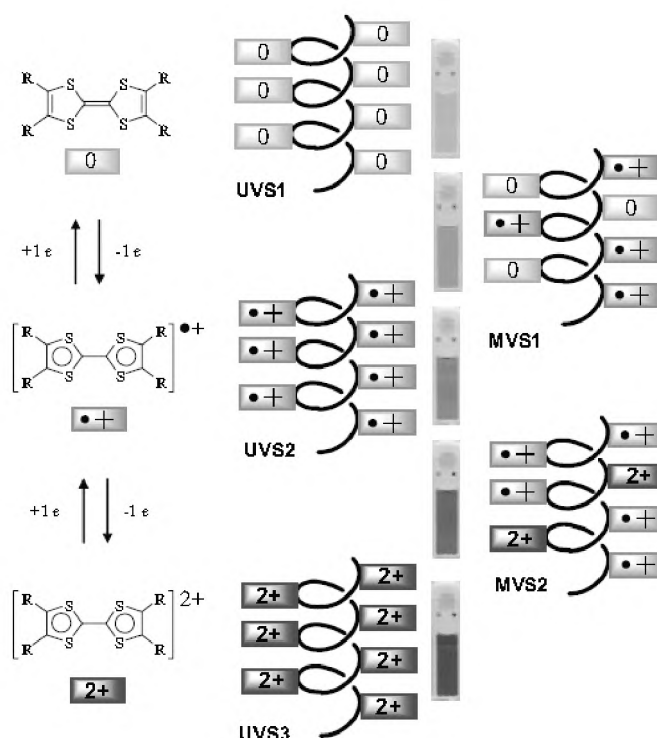 R S S R
R S S R
0
+1 e -1 e
R S S R ●+
R S S R
•+
+1 e -1 e
R S S R 2+
R S S R
2+
0
0
0
0
0
0
0
UVS1
•+
0
0
•+
•+
0
•+
MVS1
•+
•+
•+
•+
•+
•+
•+
UVS2
•+
•+
2+
•+
•+
2+
•+
MVS2
2+
2+
2+
2+
2+
2+
2+
UVS3